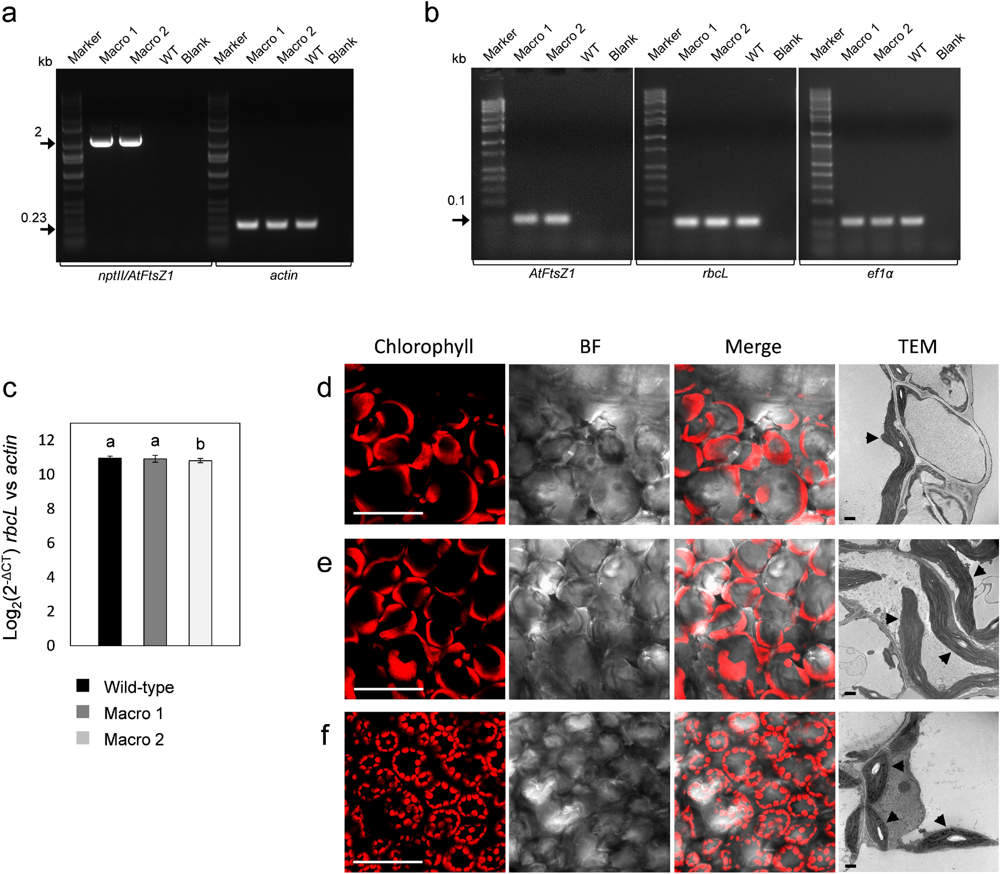 a
Marker Macro 1 Macro 2 WT Blank Marker Macro 1 Macro 2 WT Blank
kb
2
0.23
nptII/AtFtsZ1 actin
b
Marker Macro 1 Macro 2 WT Blank Marker Macro 1 Macro 2 WT Blank Marker Macro 1 Macro 2 WT Blank
kb
0.1
AtFtsZ1 rbcL ef1α
c
Log₂(2⁻ΔCT) rbcL vs actin
12
10
8
6
4
2
0
a a b
Wild-type
Macro 1
Macro 2
Chlorophyll BF Merge TEM
d
e
f